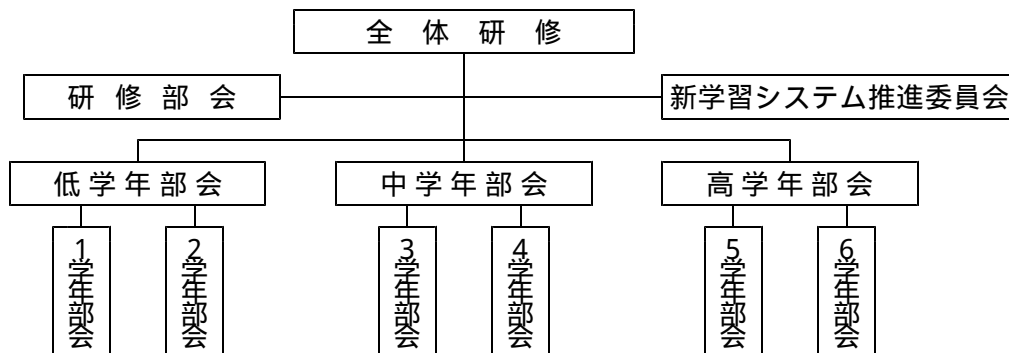 全体研修
研修部会
新学習システム推進委員会
低学年部会
中学年部会
高学年部会
1学年部会
2学年部会
3学年部会
4学年部会
5学年部会
6学年部会